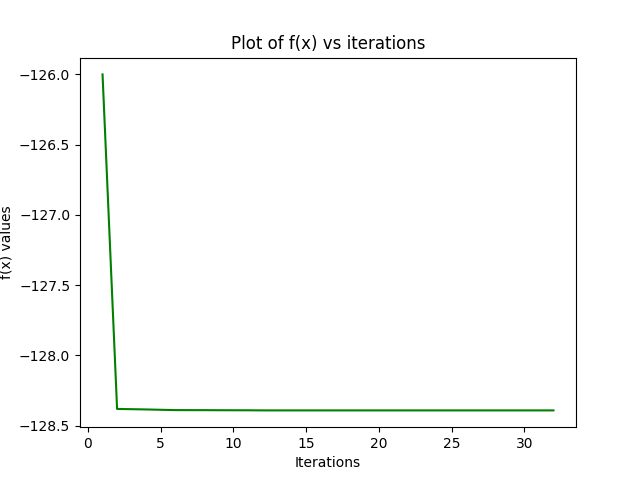 Plot of f(x) vs iterations
−126.0
−126.5
−127.0
−127.5
−128.0
−128.5
f(x) values
0 5 10 15 20 25 30
Iterations